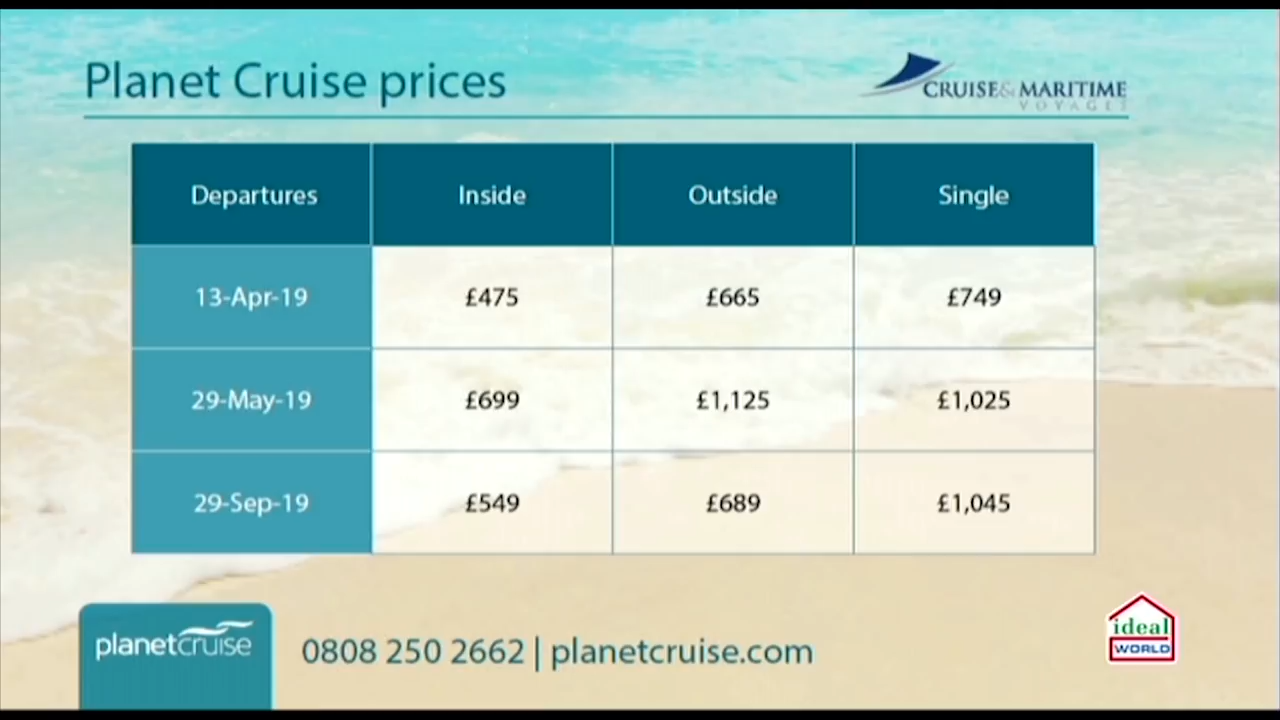 Planet Cruise prices
CRUISE & MARITIME
VOYAGES
Departures Inside Outside Single
13-Apr-19 £475 £665 £749
29-May-19 £699 £1,125 £1,025
29-Sep-19 £549 £689 £1,045
planetcruise
0808 250 2662 | planetcruise.com
ideal
WORLD